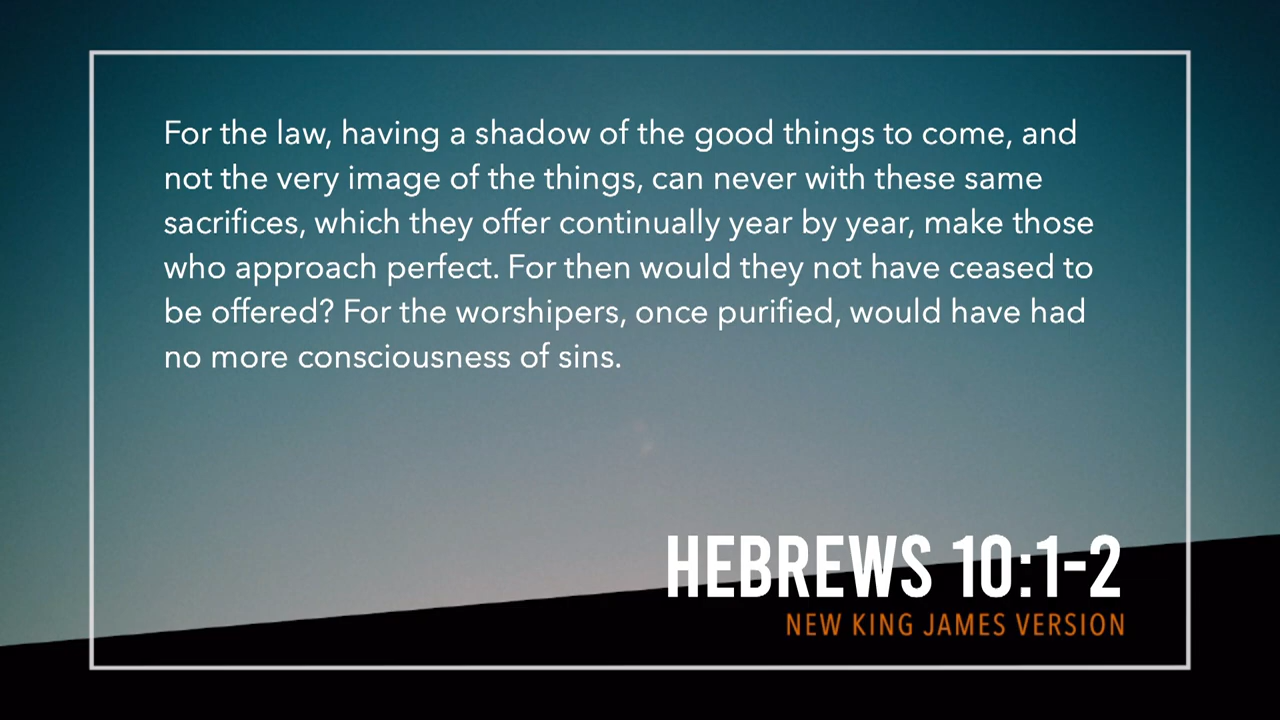 For the law, having a shadow of the good things to come, and
not the very image of the things, can never with these same
sacrifices, which they offer continually year by year, make those
who approach perfect. For then would they not have ceased to
be offered? For the worshipers, once purified, would have had
no more consciousness of sins.
HEBREWS 10:1-2
NEW KING JAMES VERSION